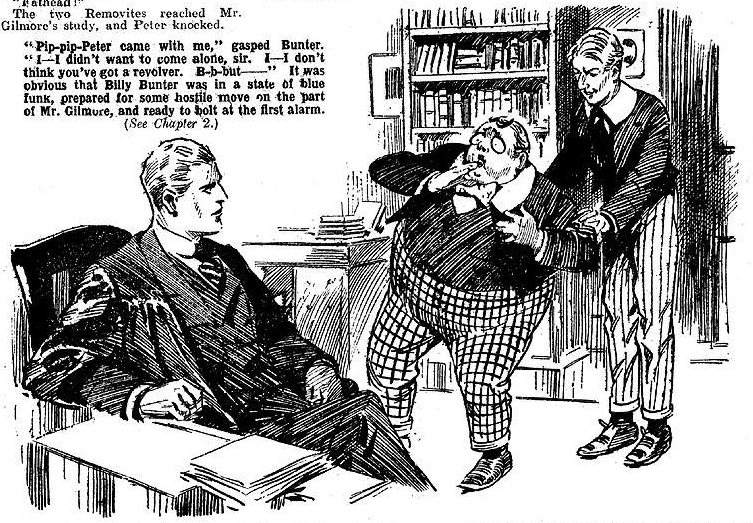 "Fathead!"
The two Removites reached Mr.
Gilmore's study, and Peter knocked.
"Pip-pip-Peter came with me," gasped Bunter.
"I—I didn't want to come alone, sir. I—I don't
think you've got a revolver. B-b-but——" It was
obvious that Billy Bunter was in a state of blue
funk, prepared for some hostile move on the part
of Mr. Gilmore, and ready to bolt at the first alarm.
(See Chapter 2.)